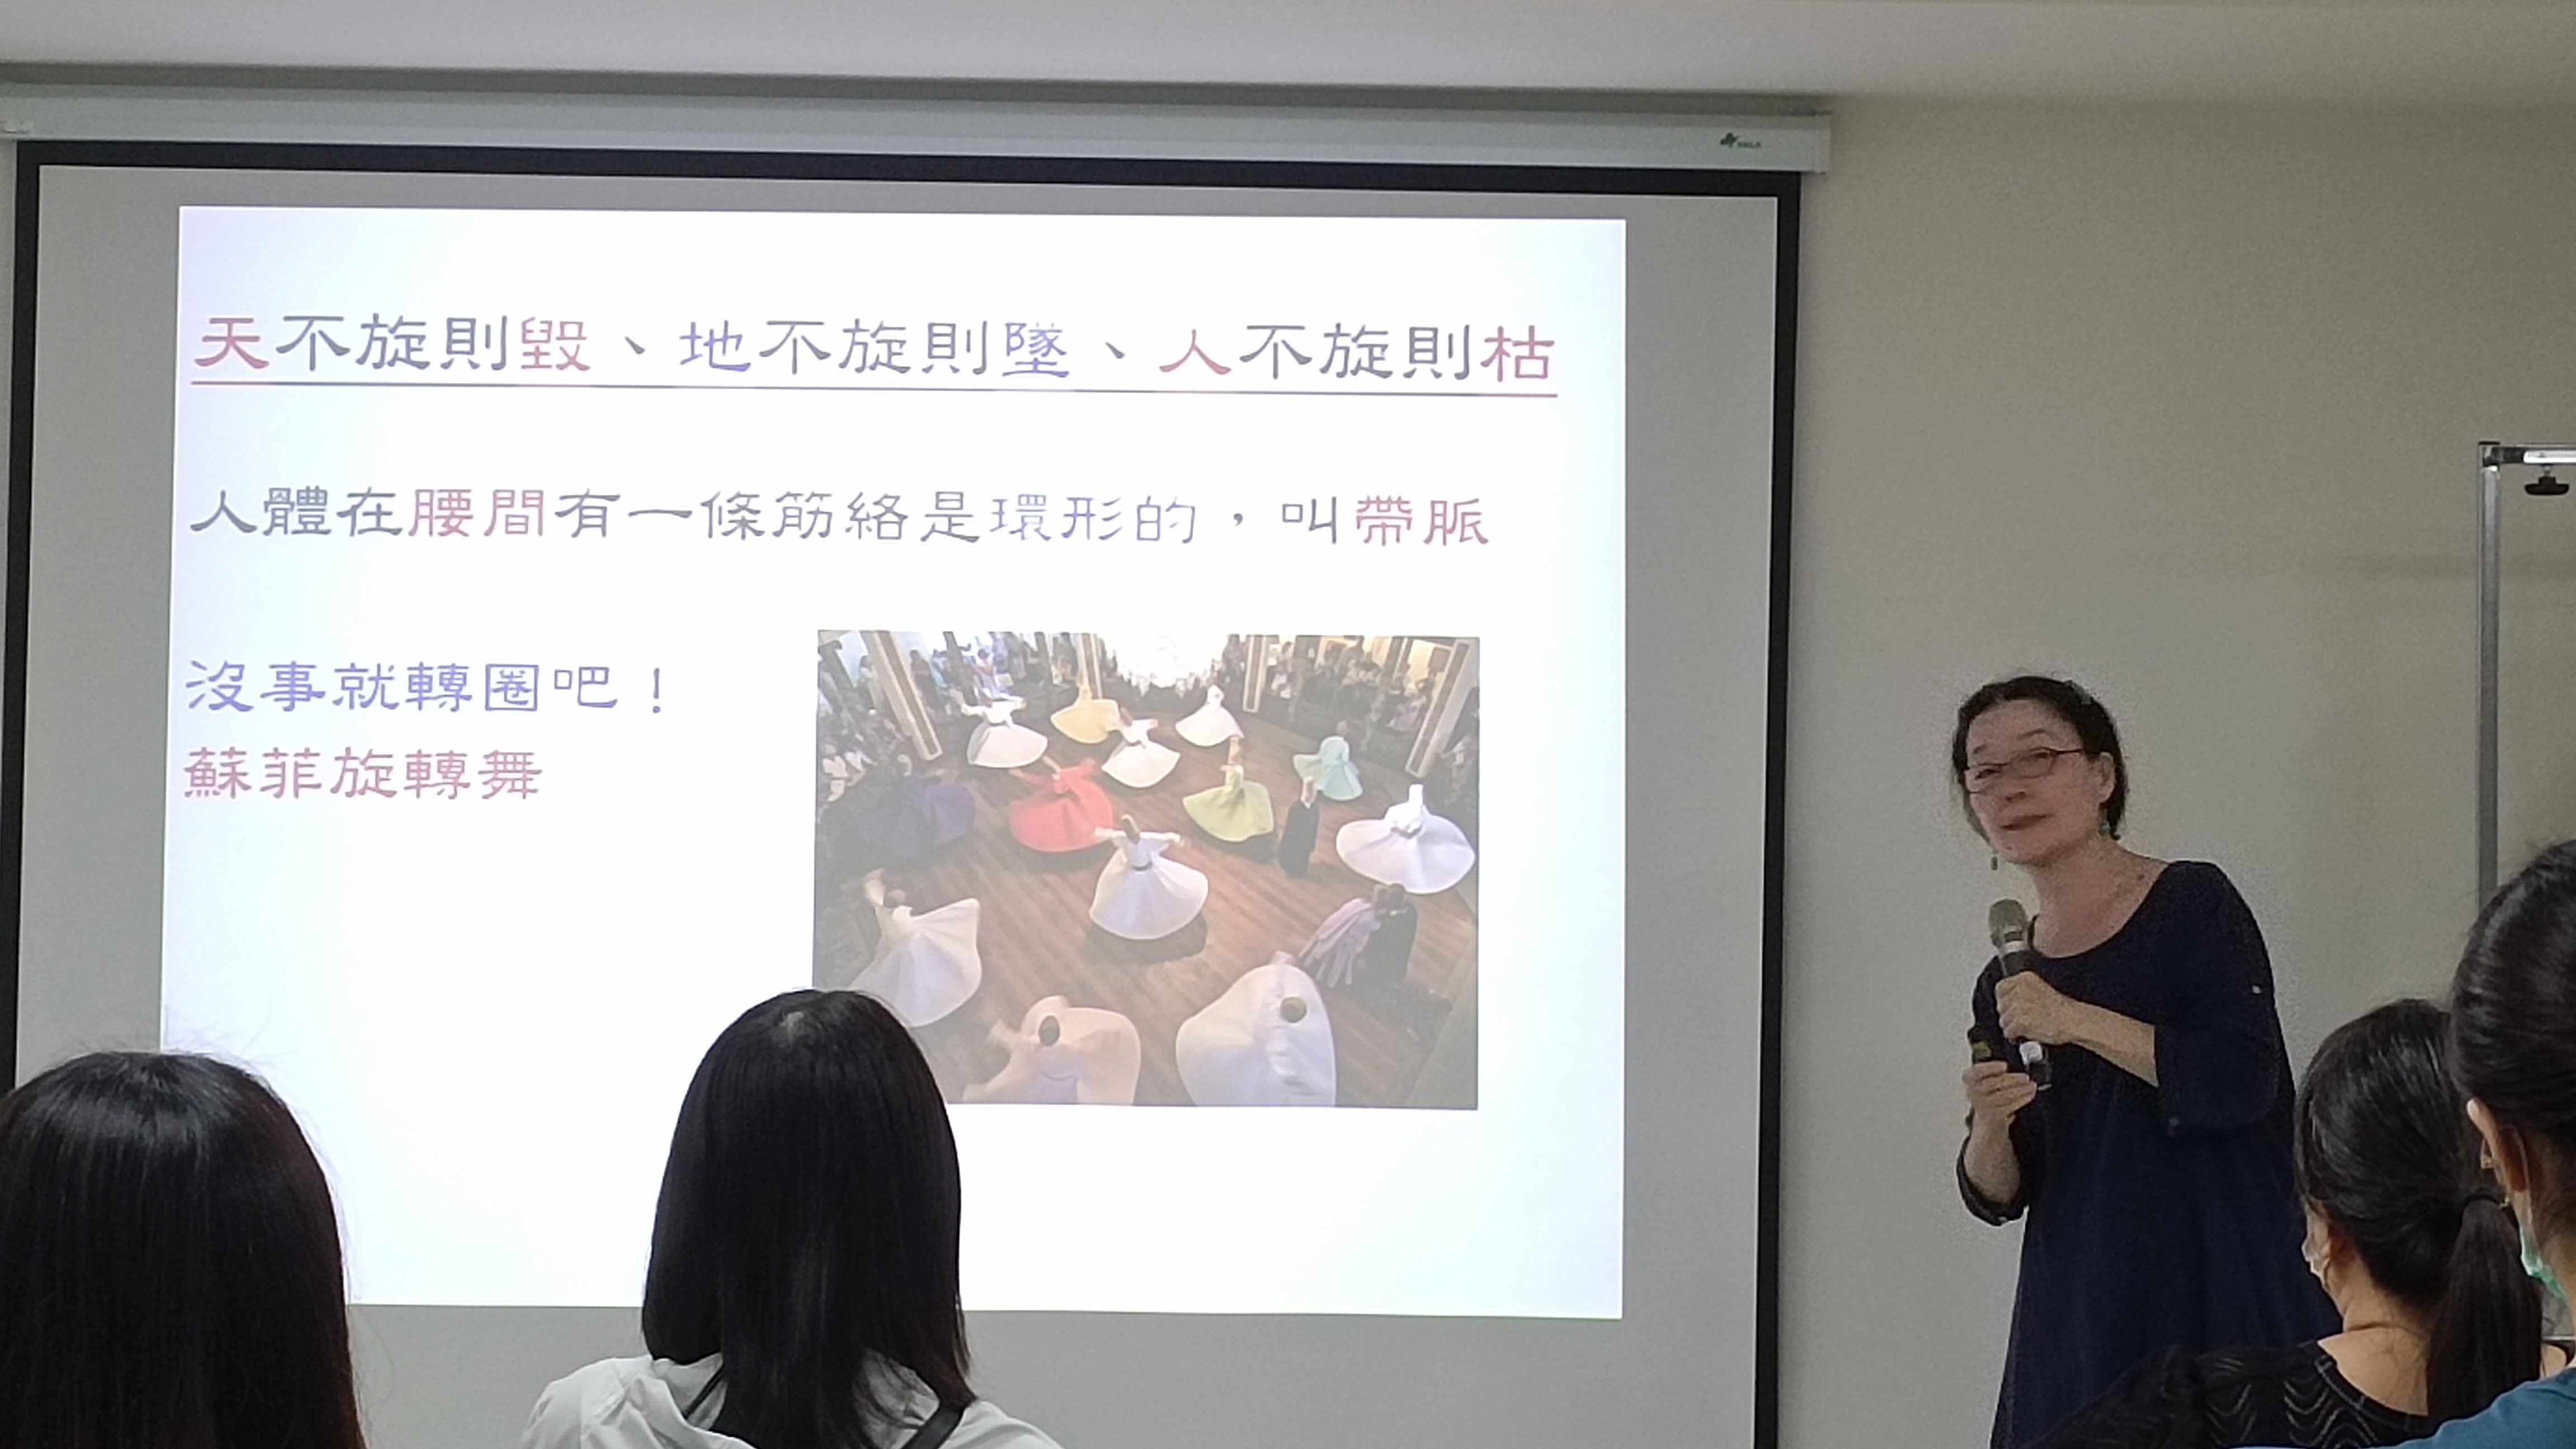 天不旋則毀、地不旋則墜、人不旋則枯
人體在腰間有一條筋絡是環形的，叫帶脈
沒事就轉圈吧！
蘇菲旋轉舞